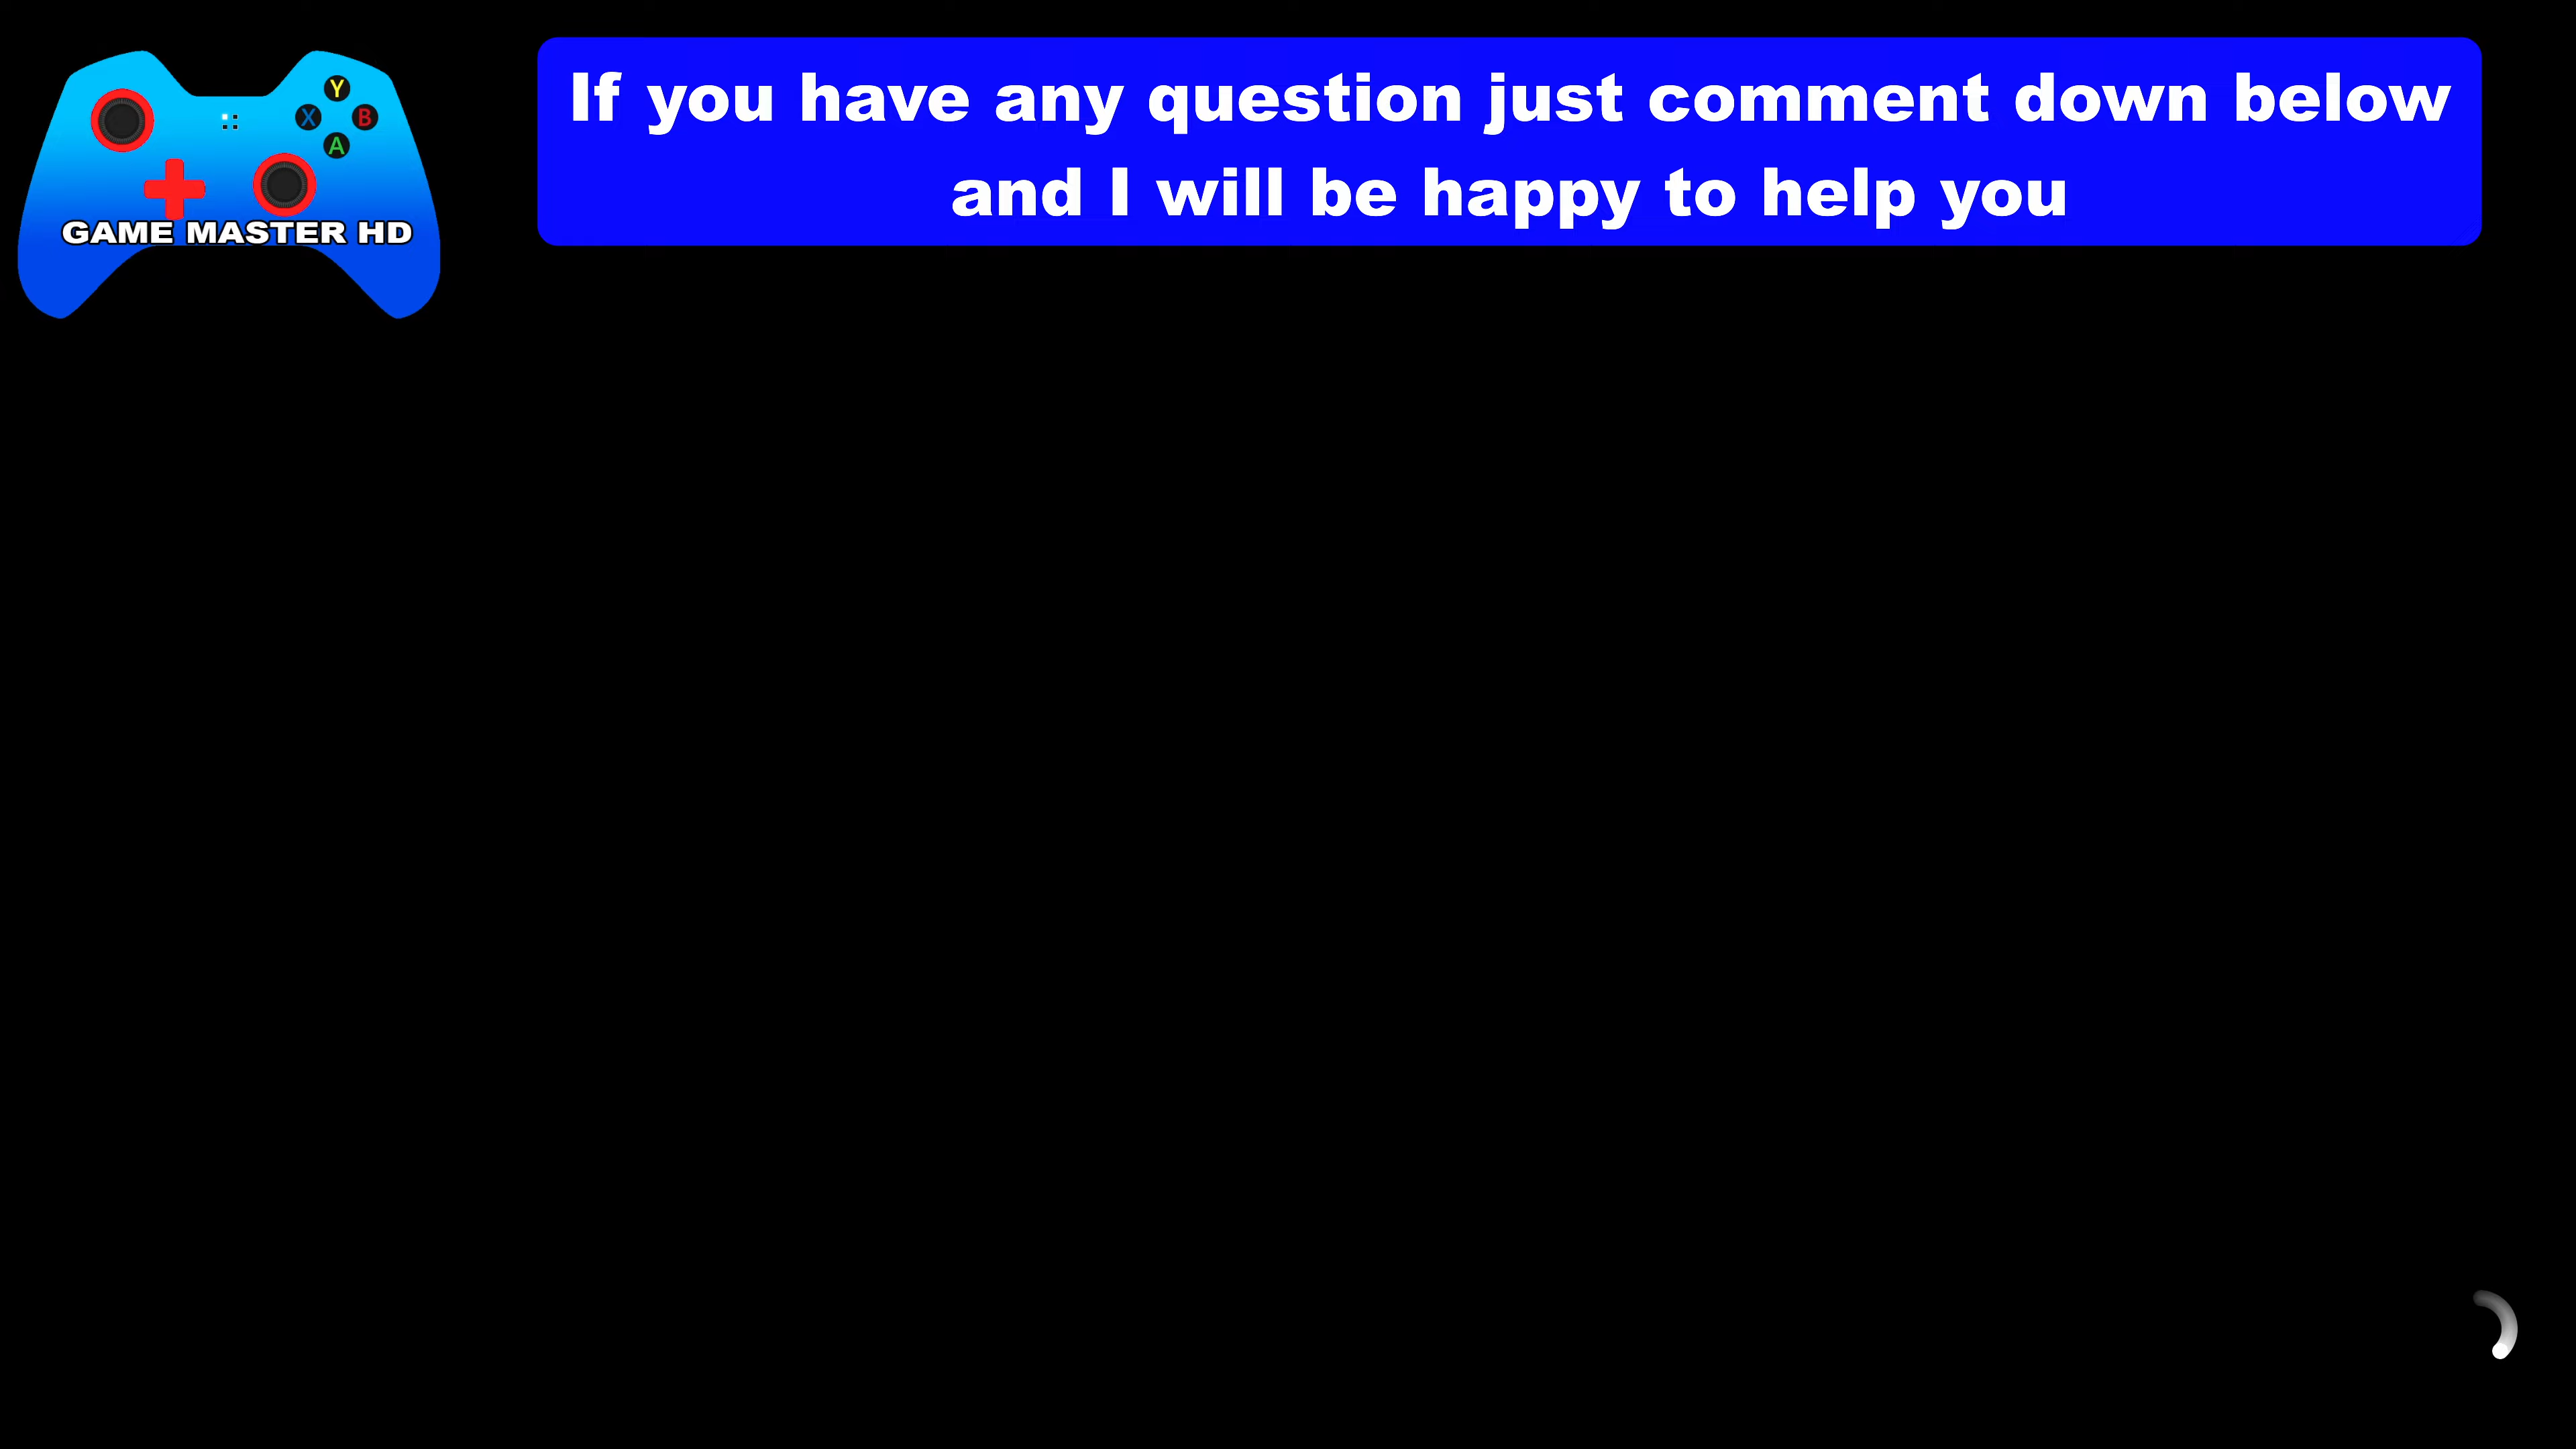 Y
X B
A
GAME MASTER HD
If you have any question just comment down below
and I will be happy to help you